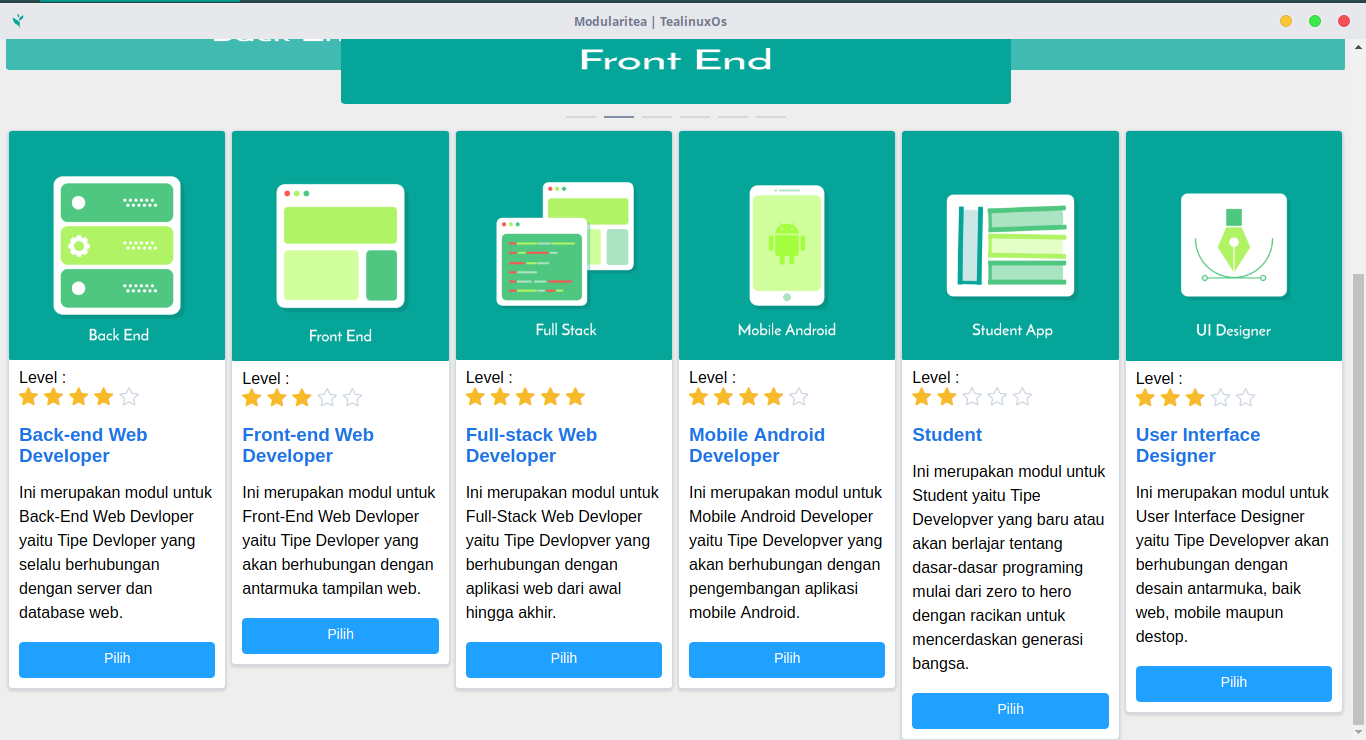 Modularitea | TealinuxOs
Back End
Front End
Back End
Front End
Full Stack
Mobile Android
Student App
UI Designer
Level :
Back-end Web
Developer
Ini merupakan modul untuk
Back-End Web Devloper
yaitu Tipe Devloper yang
selalu berhubungan
dengan server dan
database web.
Pilih
Level :
Front-end Web
Developer
Ini merupakan modul untuk
Front-End Web Devloper
yaitu Tipe Devloper yang
akan berhubungan dengan
antarmuka tampilan web.
Pilih
Level :
Full-stack Web
Developer
Ini merupakan modul untuk
Full-Stack Web Devloper
yaitu Tipe Devlopver yang
berhubungan dengan
aplikasi web dari awal
hingga akhir.
Pilih
Level :
Mobile Android
Developer
Ini merupakan modul untuk
Mobile Android Developer
yaitu Tipe Developver yang
akan berhubungan dengan
pengembangan aplikasi
mobile Android.
Pilih
Level :
Student
Ini merupakan modul untuk
Student yaitu Tipe
Developver yang baru atau
akan berlajar tentang
dasar-dasar programing
mulai dari zero to hero
dengan racikan untuk
mencerdaskan generasi
bangsa.
Pilih
Level :
User Interface
Designer
Ini merupakan modul untuk
User Interface Designer
yaitu Tipe Developver akan
berhubungan dengan
desain antarmuka, baik
web, mobile maupun
destop.
Pilih